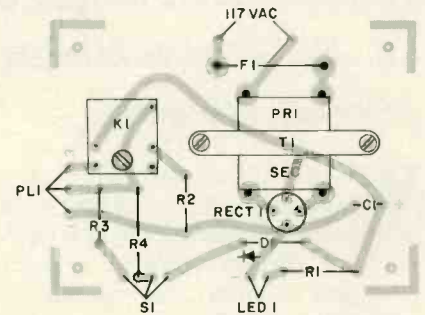 117 VAC
F1
PRI
K1
T1
SEC
PL1
R2
RECT 1
C1
+
R3
R4
D1
R1
S1
LED 1